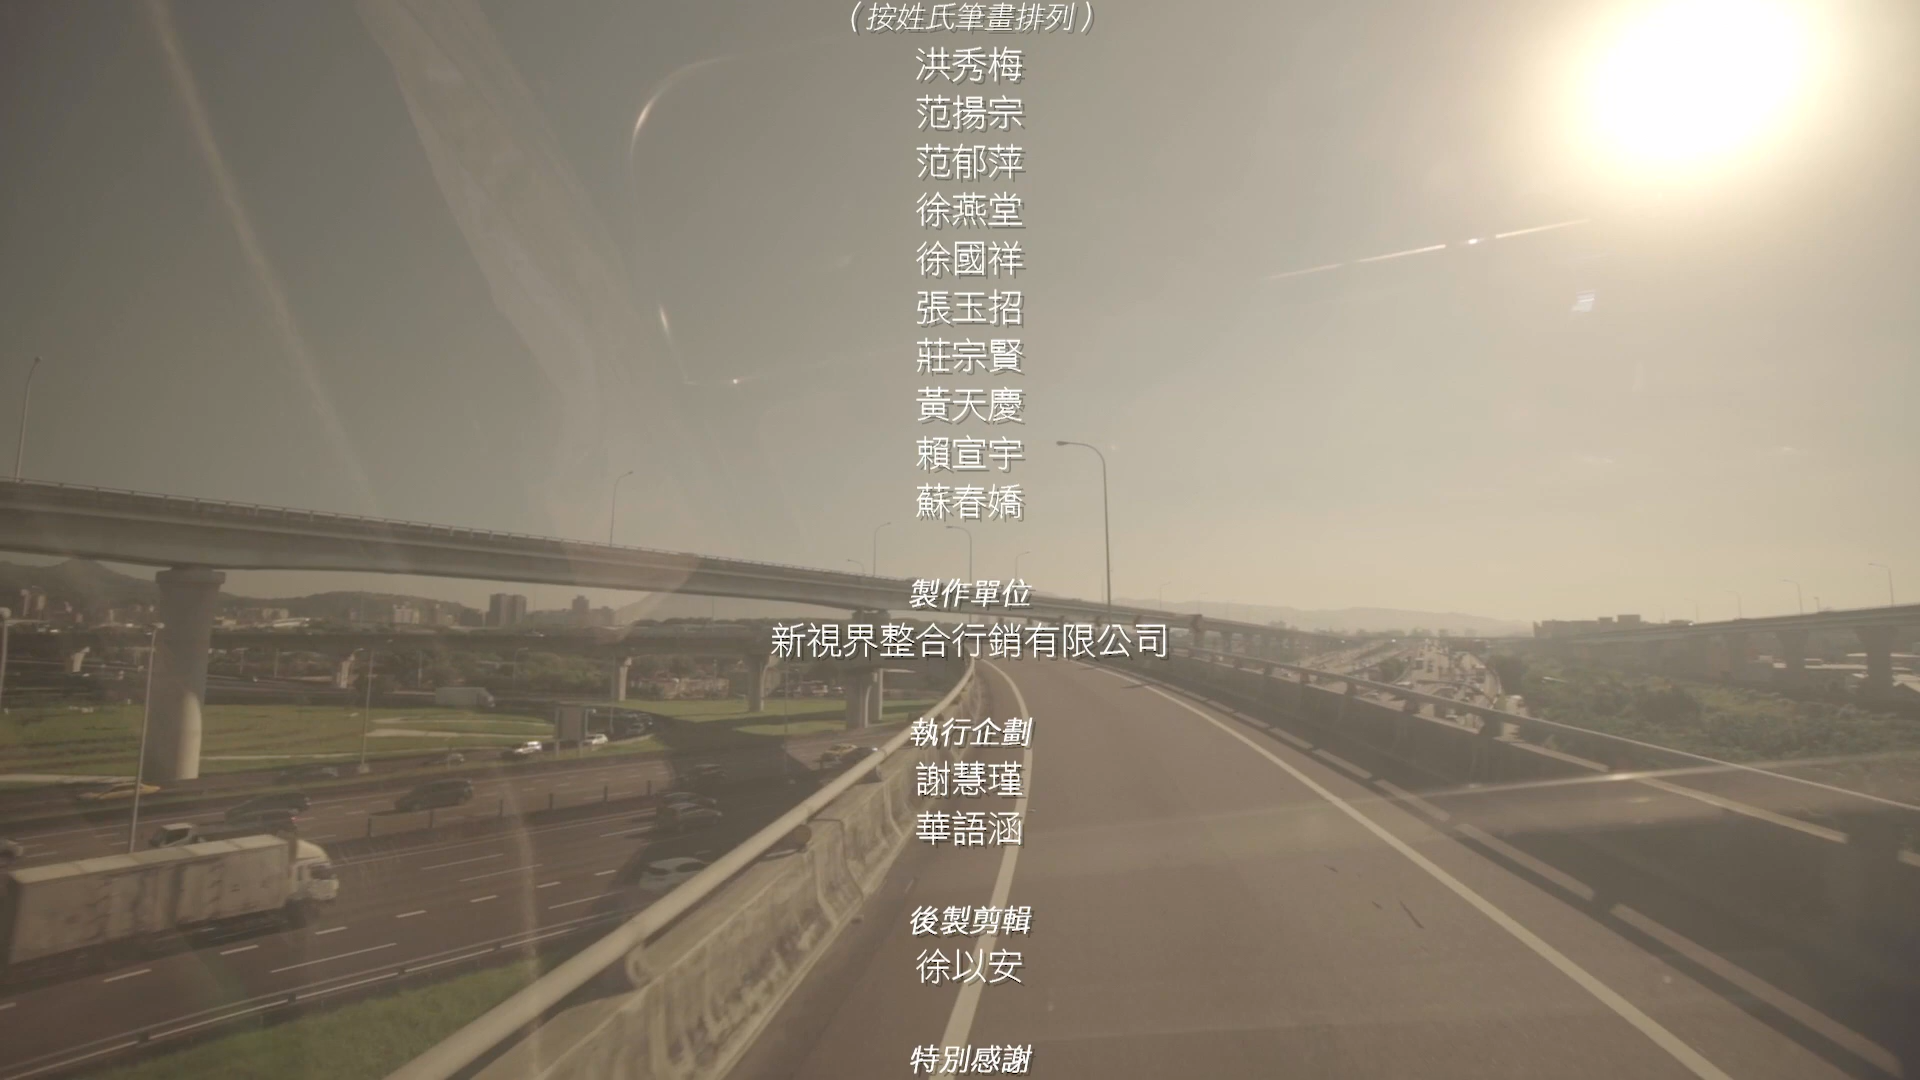 （按姓氏筆畫排列）
洪秀梅
范揚宗
范郁萍
徐燕堂
徐國祥
張玉招
莊宗賢
黃天慶
賴宣宇
蘇春嬌
製作單位
新視界整合行銷有限公司
執行企劃
謝慧瑾
華語涵
後製剪輯
徐以安
特別感謝